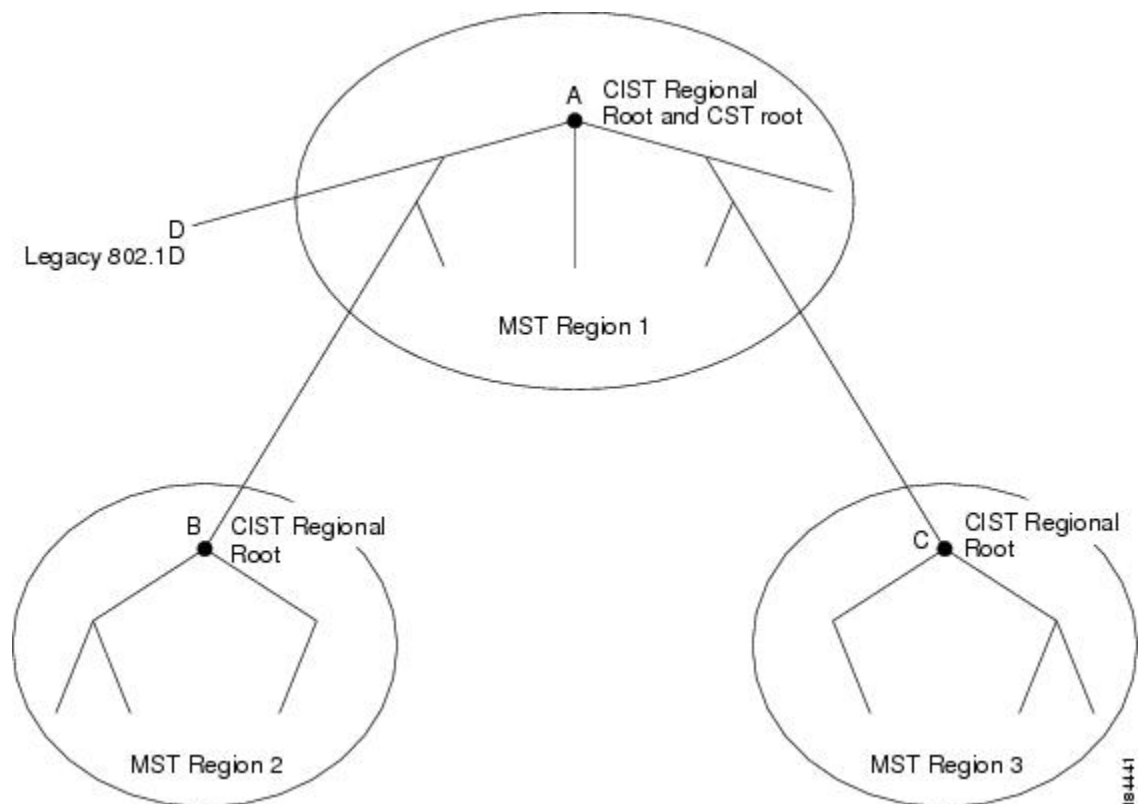 A
CIST Regional
Root and CST root
D
Legacy 802.1D
MST Region 1
B
CIST Regional
Root
C
CIST Regional
Root
MST Region 2
MST Region 3